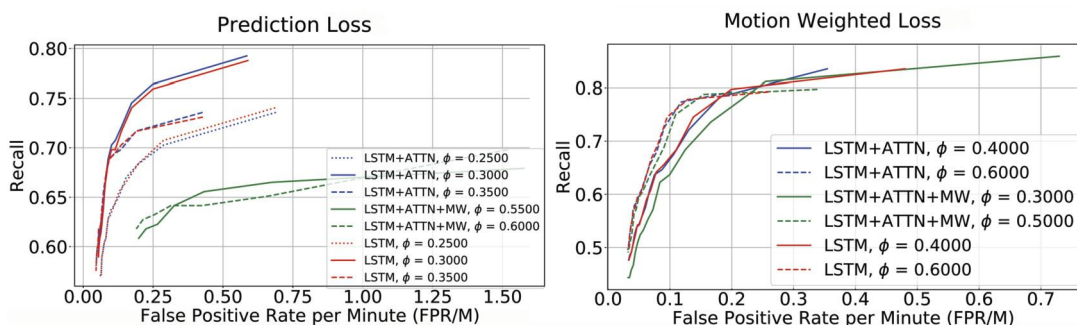 Prediction Loss
0.80
0.75
0.70
0.65
0.60
Recall
0.00 0.25 0.50 0.75 1.00 1.25 1.50
False Positive Rate per Minute (FPR/M)
LSTM+ATTN, ϕ = 0.2500
LSTM+ATTN, ϕ = 0.3000
LSTM+ATTN, ϕ = 0.3500
LSTM+ATTN+MW, ϕ = 0.5500
LSTM+ATTN+MW, ϕ = 0.6000
LSTM, ϕ = 0.2500
LSTM, ϕ = 0.3000
LSTM, ϕ = 0.3500
Motion Weighted Loss
0.8
0.7
0.6
0.5
Recall
0.0 0.1 0.2 0.3 0.4 0.5 0.6 0.7
False Positive Rate per Minute (FPR/M)
LSTM+ATTN, ϕ = 0.4000
LSTM+ATTN, ϕ = 0.6000
LSTM+ATTN+MW, ϕ = 0.3000
LSTM+ATTN+MW, ϕ = 0.5000
LSTM, ϕ = 0.4000
LSTM, ϕ = 0.6000